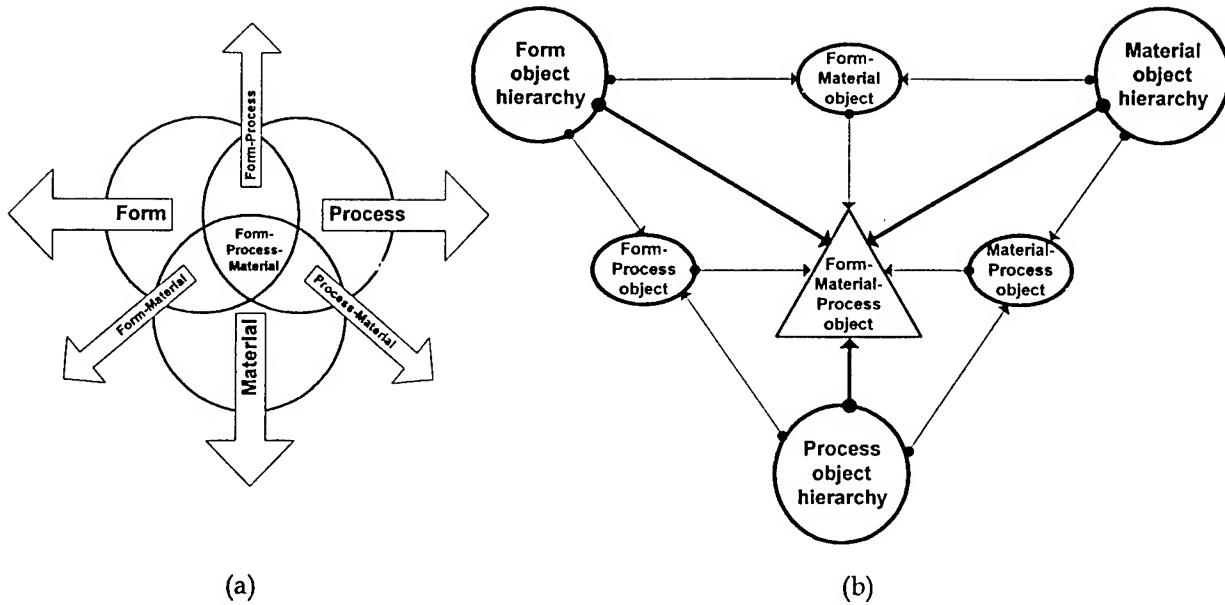 Form-Process
Form
Process
Form-
Process-
Material
Form-Material
Process-Material
Material
(a)
Form
object
hierarchy
Form-
Material
object
Material
object
hierarchy
Form-
Process
object
Form-
Material-
Process
object
Material-
Process
object
Process
object
hierarchy
(b)